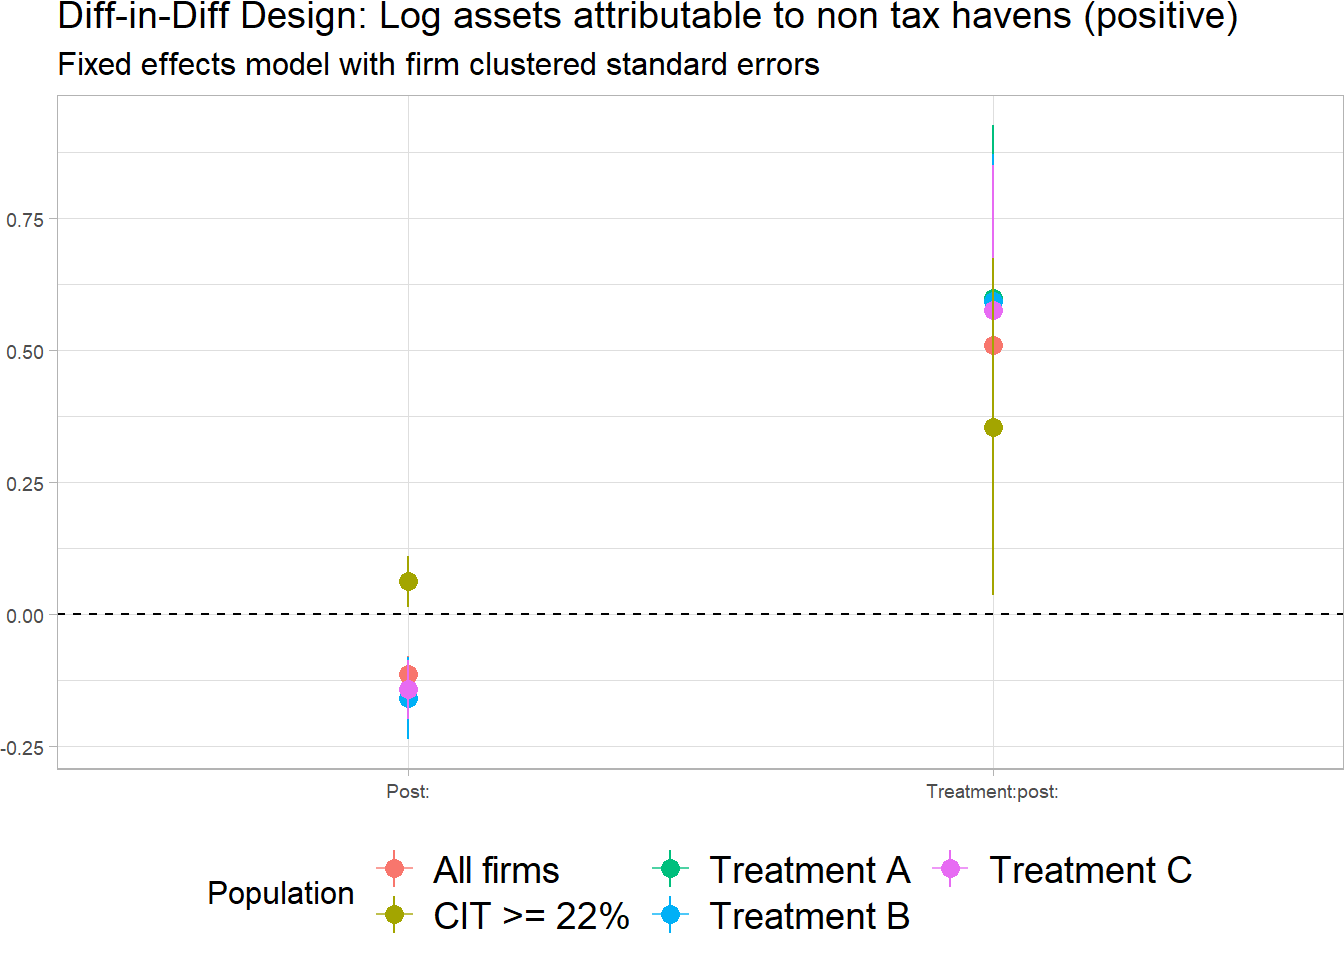 Diff-in-Diff Design: Log assets attributable to non tax havens (positive)
Fixed effects model with firm clustered standard errors
0.75
0.50
0.25
0.00
-0.25
Post:
Treatment:post:
Population
All firms
CIT >= 22%
Treatment A
Treatment B
Treatment C